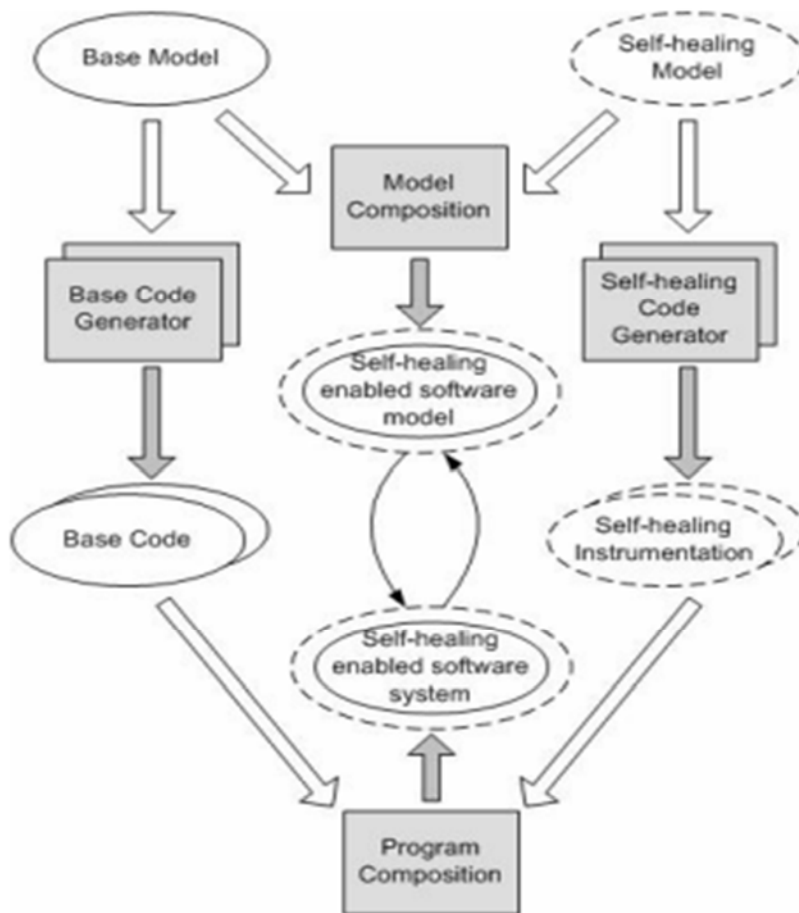 Base Model
Self-healing
Model
Model
Composition
Base Code
Generator
Self-healing
Code
Generator
Self-healing
enabled software
model
Base Code
Self-healing
Instrumentation
Self-healing
enabled software
system
Program
Composition